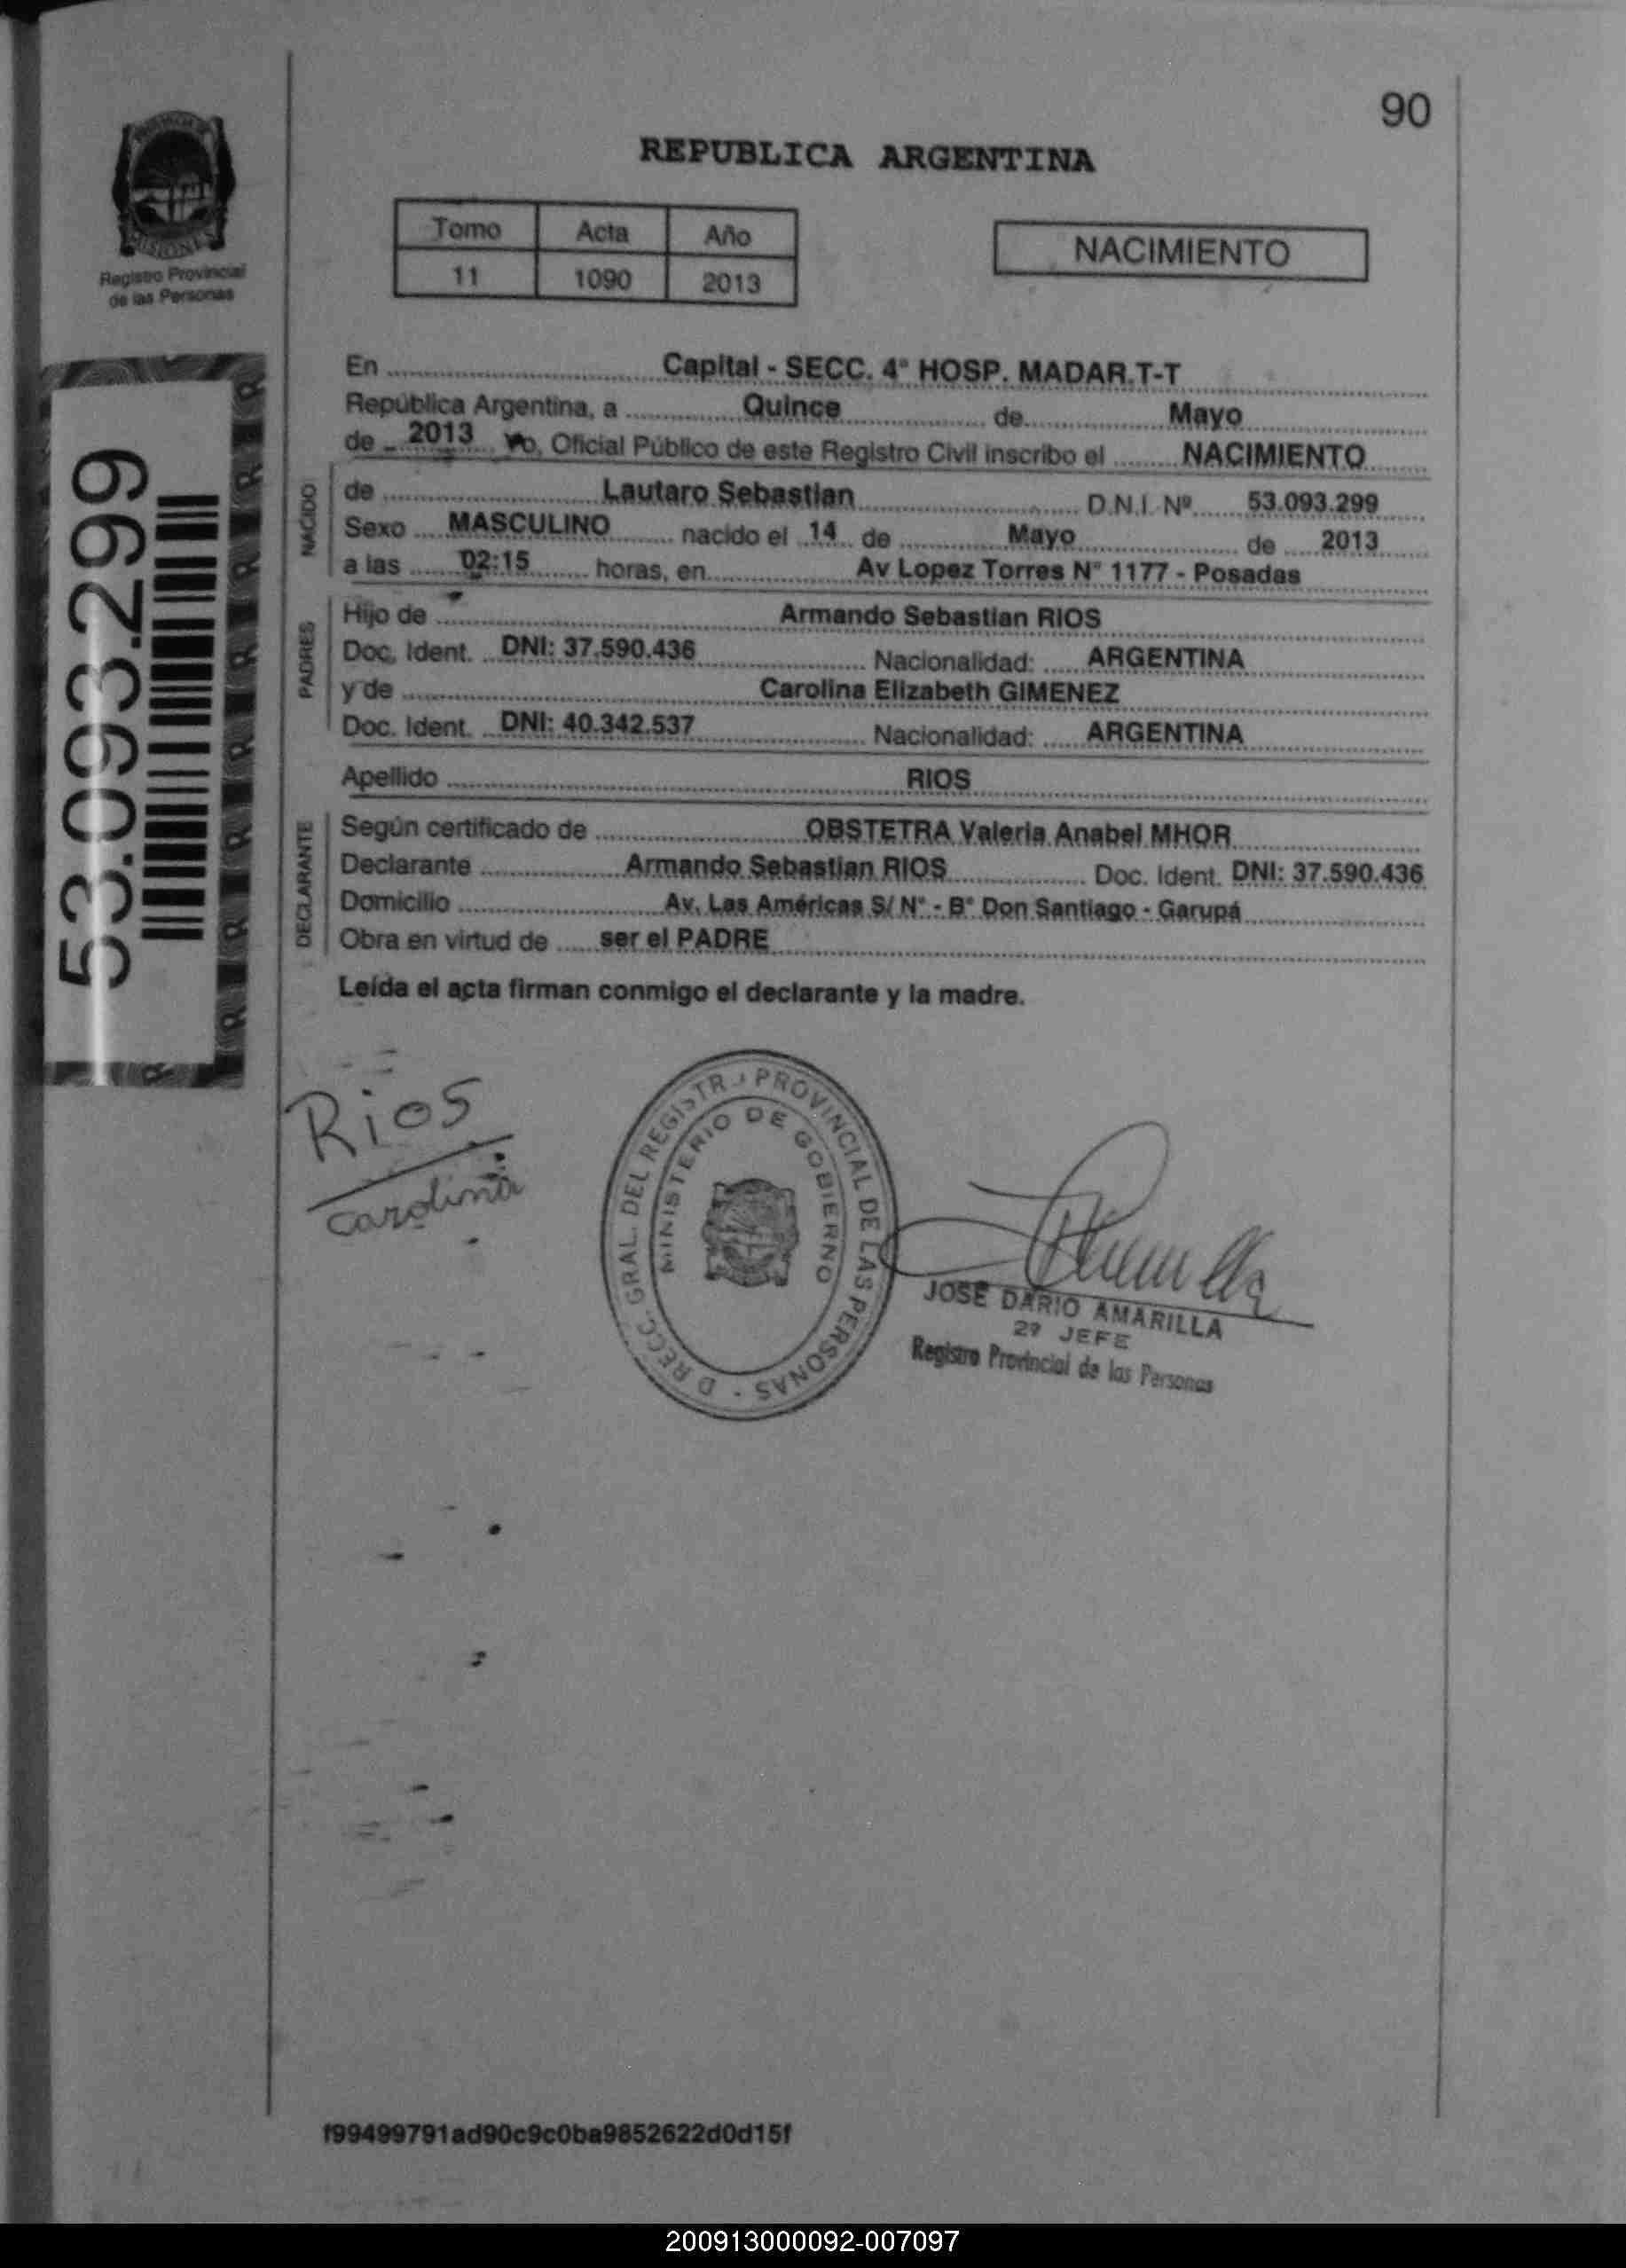 90
REPUBLICA ARGENTINA
MISIONES
Registro Provincial
de las Personas
Tomo Acta Año
11 1090 2013
NACIMIENTO
53.093.299
En Capital - SECC. 4° HOSP. MADAR.T-T
República Argentina, a Quince de Mayo
de 2013 Yo, Oficial Público de este Registro Civil inscribo el NACIMIENTO
NACIDO
de Lautaro Sebastian D.N.I. Nº 53.093.299
Sexo MASCULINO nacido el 14 de Mayo de 2013
a las 02:15 horas, en Av Lopez Torres N° 1177 - Posadas
PADRES
Hijo de Armando Sebastian RIOS
Doc. Ident. DNI: 37.590.436 Nacionalidad: ARGENTINA
y de Carolina Elizabeth GIMENEZ
Doc. Ident. DNI: 40.342.537 Nacionalidad: ARGENTINA
Apellido RIOS
DECLARANTE
Según certificado de OBSTETRA Valeria Anabel MHOR
Declarante Armando Sebastian RIOS Doc. Ident. DNI: 37.590.436
Domicilio Av. Las Américas S/ N° - B° Don Santiago - Garupá
Obra en virtud de ser el PADRE
Leída el acta firman conmigo el declarante y la madre.
Rios
Carolina
GRAL. DEL REGISTRO PROVINCIAL DE LAS PERSONAS
MINISTERIO DE GOBIERNO
JOSE DARIO AMARILLA
2º JEFE
Registro Provincial de las Personas
f99499791ad90c9c0ba9852622d0d15f
200913000092-007097